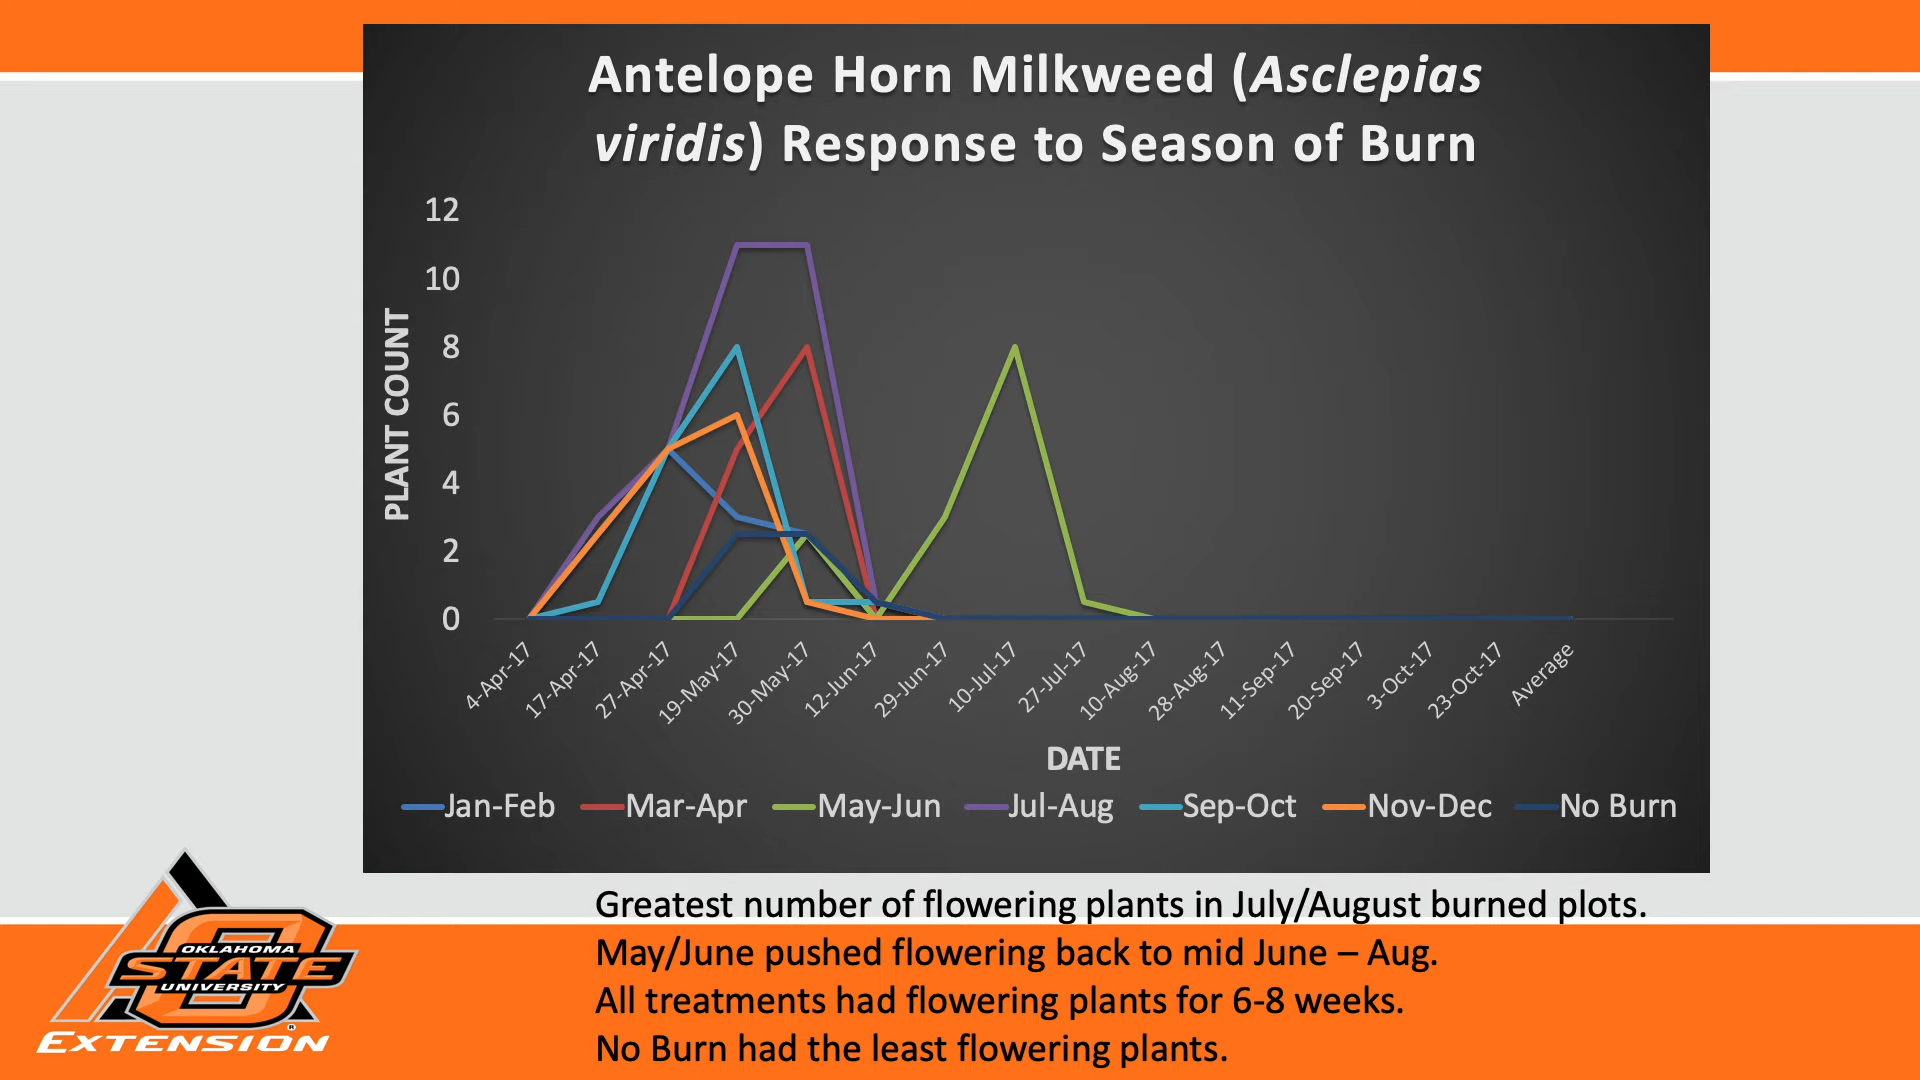 Antelope Horn Milkweed (Asclepias
viridis) Response to Season of Burn
12
10
8
6
4
2
0
PLANT COUNT
4-Apr-17
17-Apr-17
27-Apr-17
19-May-17
30-May-17
12-Jun-17
29-Jun-17
10-Jul-17
27-Jul-17
10-Aug-17
28-Aug-17
11-Sep-17
20-Sep-17
3-Oct-17
23-Oct-17
Average
DATE
Jan-Feb Mar-Apr May-Jun Jul-Aug Sep-Oct Nov-Dec No Burn
Greatest number of flowering plants in July/August burned plots.
May/June pushed flowering back to mid June – Aug.
All treatments had flowering plants for 6-8 weeks.
No Burn had the least flowering plants.
OKLAHOMA
STATE
UNIVERSITY
®
EXTENSION